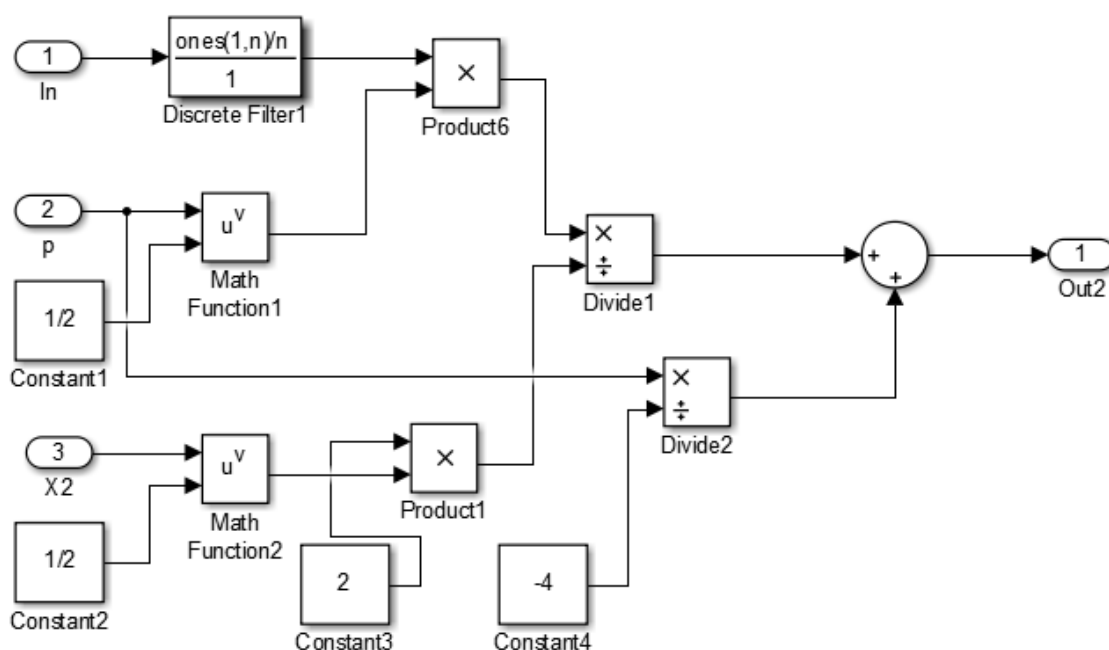 1
In
ones(1,n)/n
1
Discrete Filter1
×
Product6
2
p
u^v
Math
Function1
1/2
Constant1
×
÷
Divide1
+
+
1
Out2
×
÷
Divide2
3
X2
u^v
Math
Function2
1/2
Constant2
×
Product1
2
Constant3
-4
Constant4